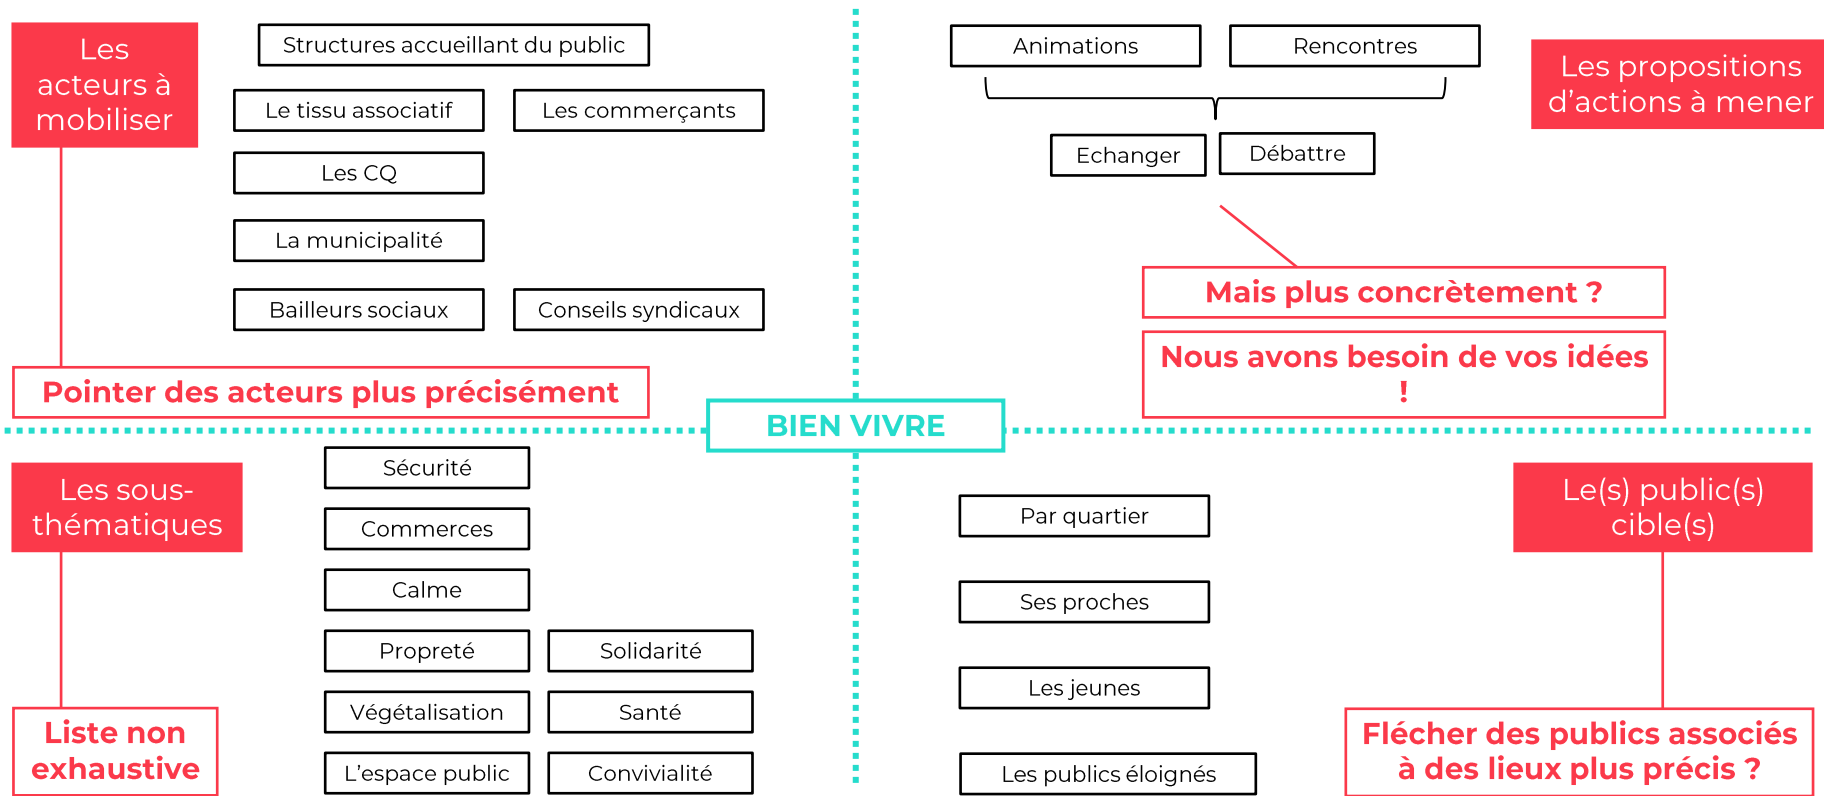 Les
acteurs à
mobiliser
Structures accueillant du public
Le tissu associatif
Les commerçants
Les CQ
La municipalité
Bailleurs sociaux
Conseils syndicaux
Pointer des acteurs plus précisément
Animations
Rencontres
Echanger
Débattre
Les propositions
d’actions à mener
Mais plus concrètement ?
Nous avons besoin de vos idées
!
BIEN VIVRE
Les sous-
thématiques
Sécurité
Commerces
Calme
Propreté
Solidarité
Végétalisation
Santé
L’espace public
Convivialité
Liste non
exhaustive
Par quartier
Ses proches
Les jeunes
Les publics éloignés
Le(s) public(s)
cible(s)
Flécher des publics associés
à des lieux plus précis ?